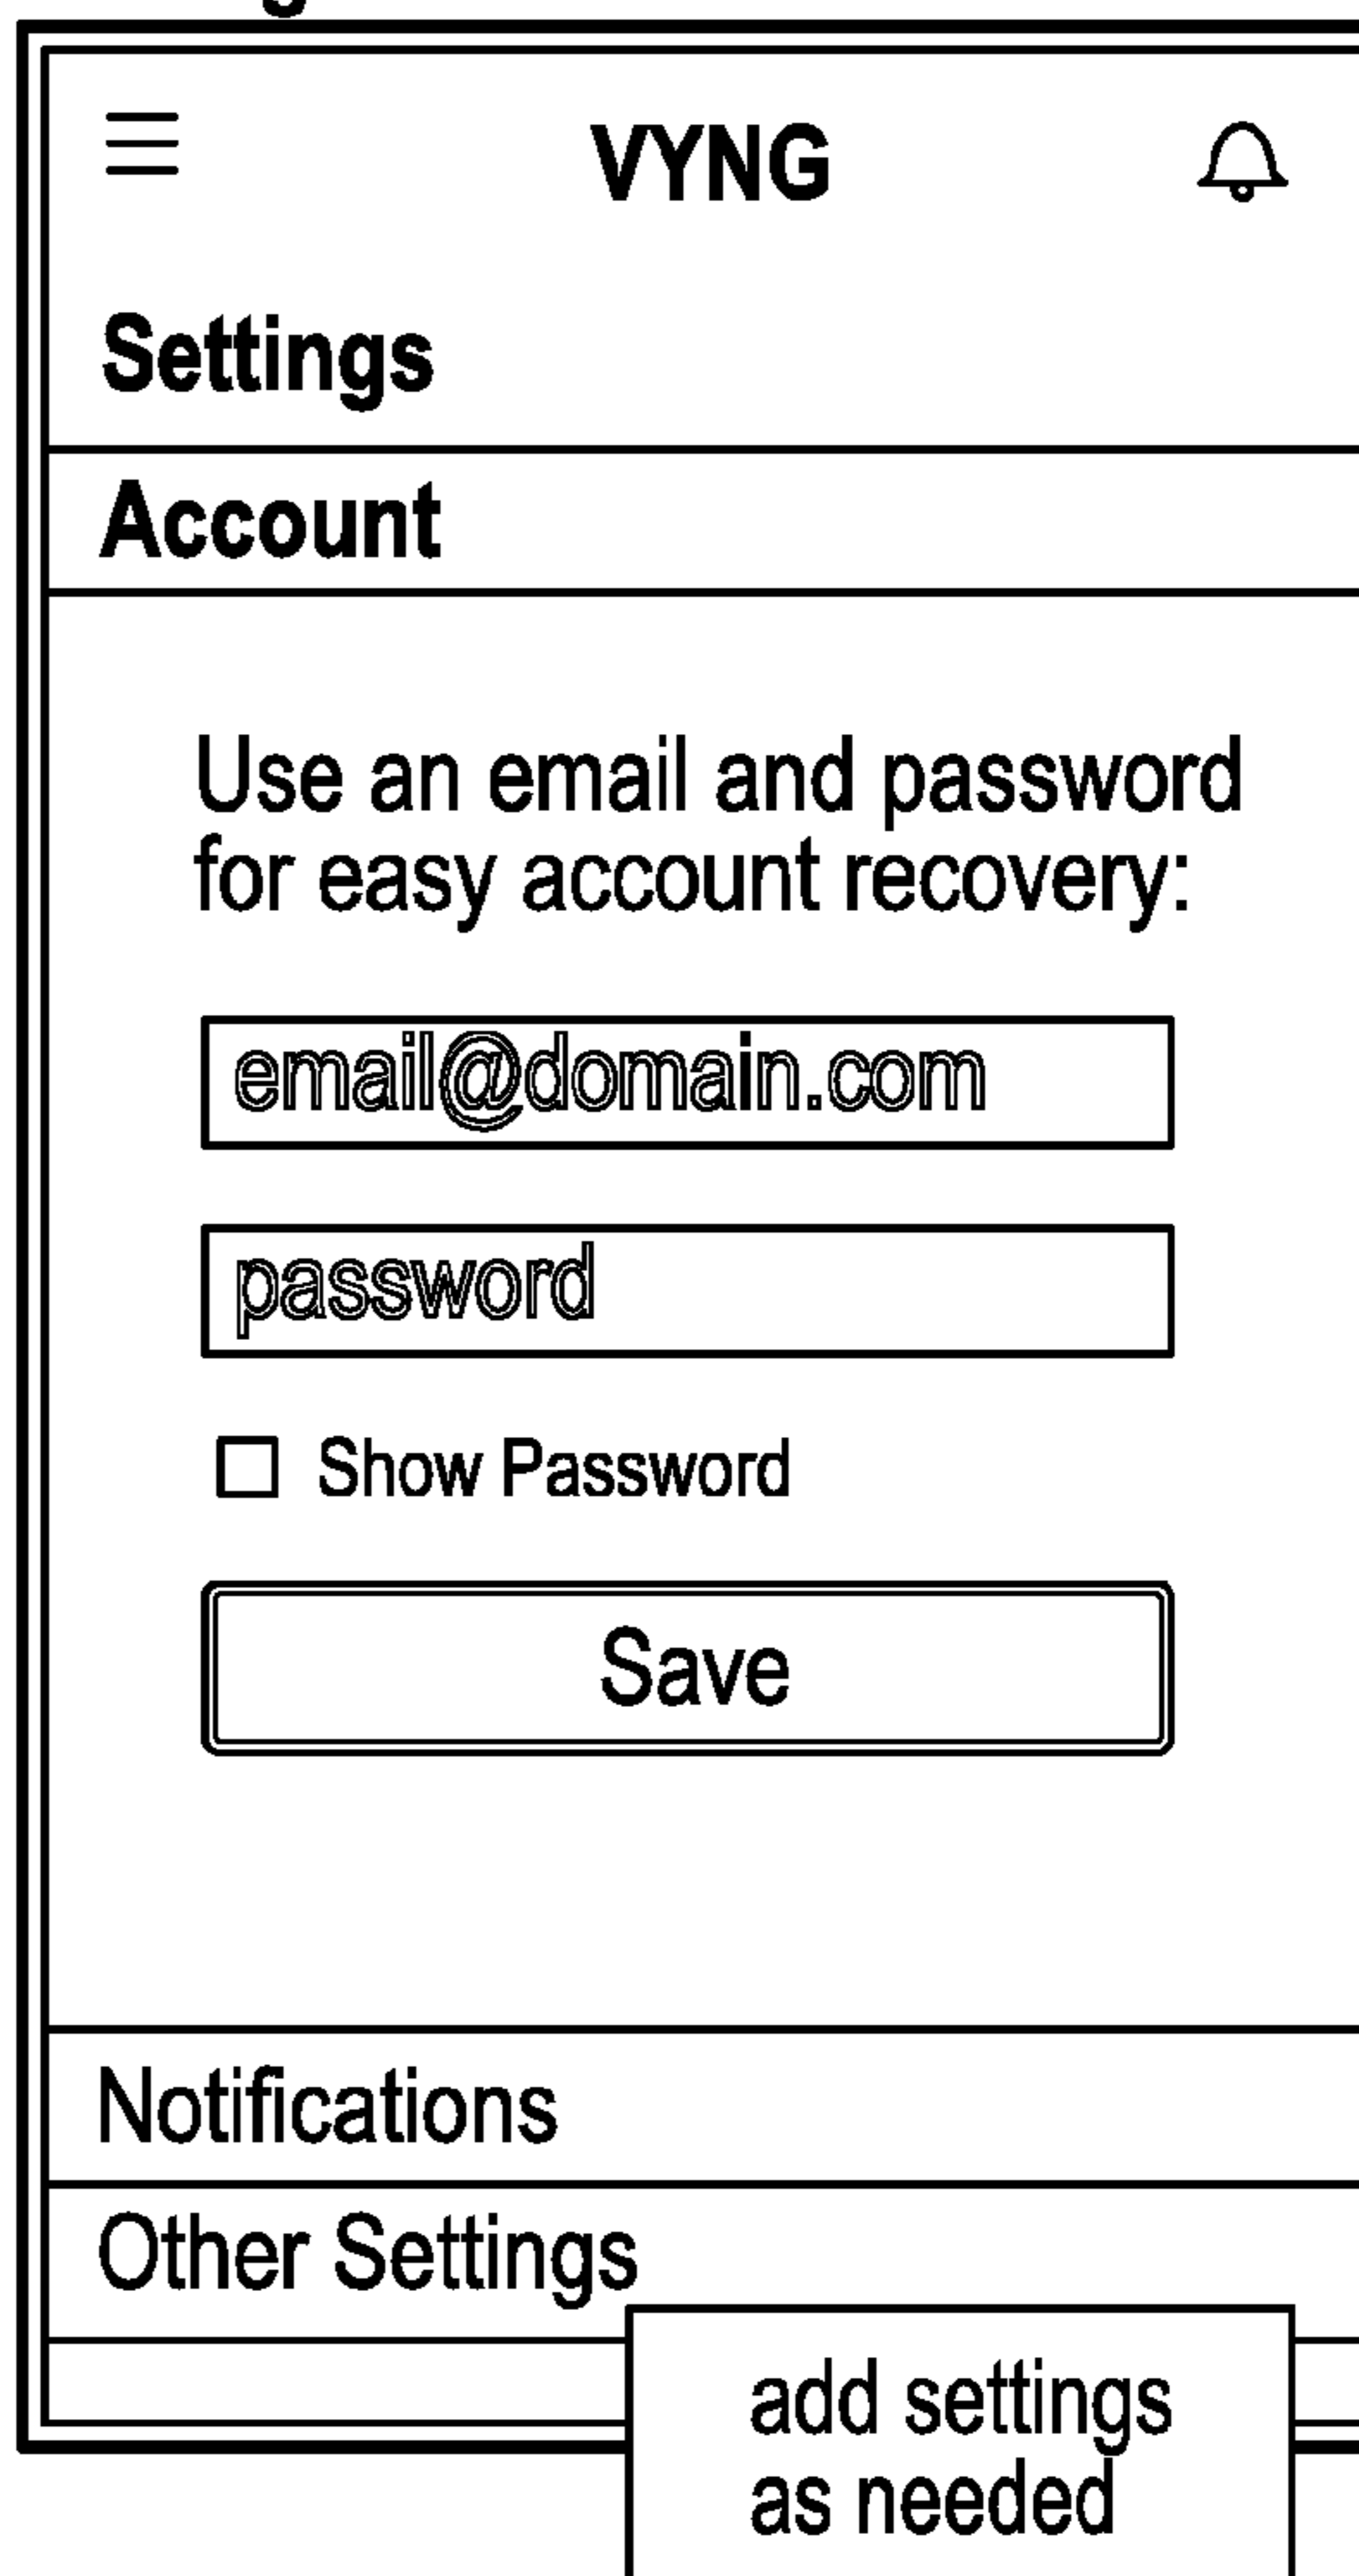 VYNG
Settings
Account
Use an email and password
for easy account recovery:
email@domain.com
password
Show Password
Save
Notifications
Other Settings
add settings
as needed